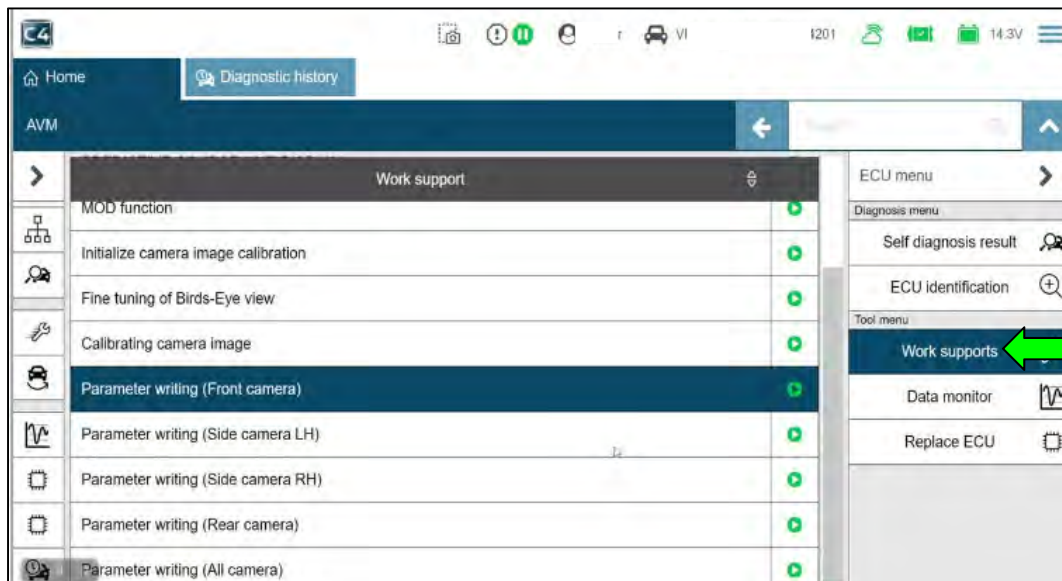 C4
r
VI
1201
14.3V
Home
Diagnostic history
AVM
Work support
MOD function
Initialize camera image calibration
Fine tuning of Birds-Eye view
Calibrating camera image
Parameter writing (Front camera)
Parameter writing (Side camera LH)
Parameter writing (Side camera RH)
Parameter writing (Rear camera)
Parameter writing (All camera)
ECU menu
Diagnosis menu
Self diagnosis result
ECU identification
Tool menu
Work supports
Data monitor
Replace ECU